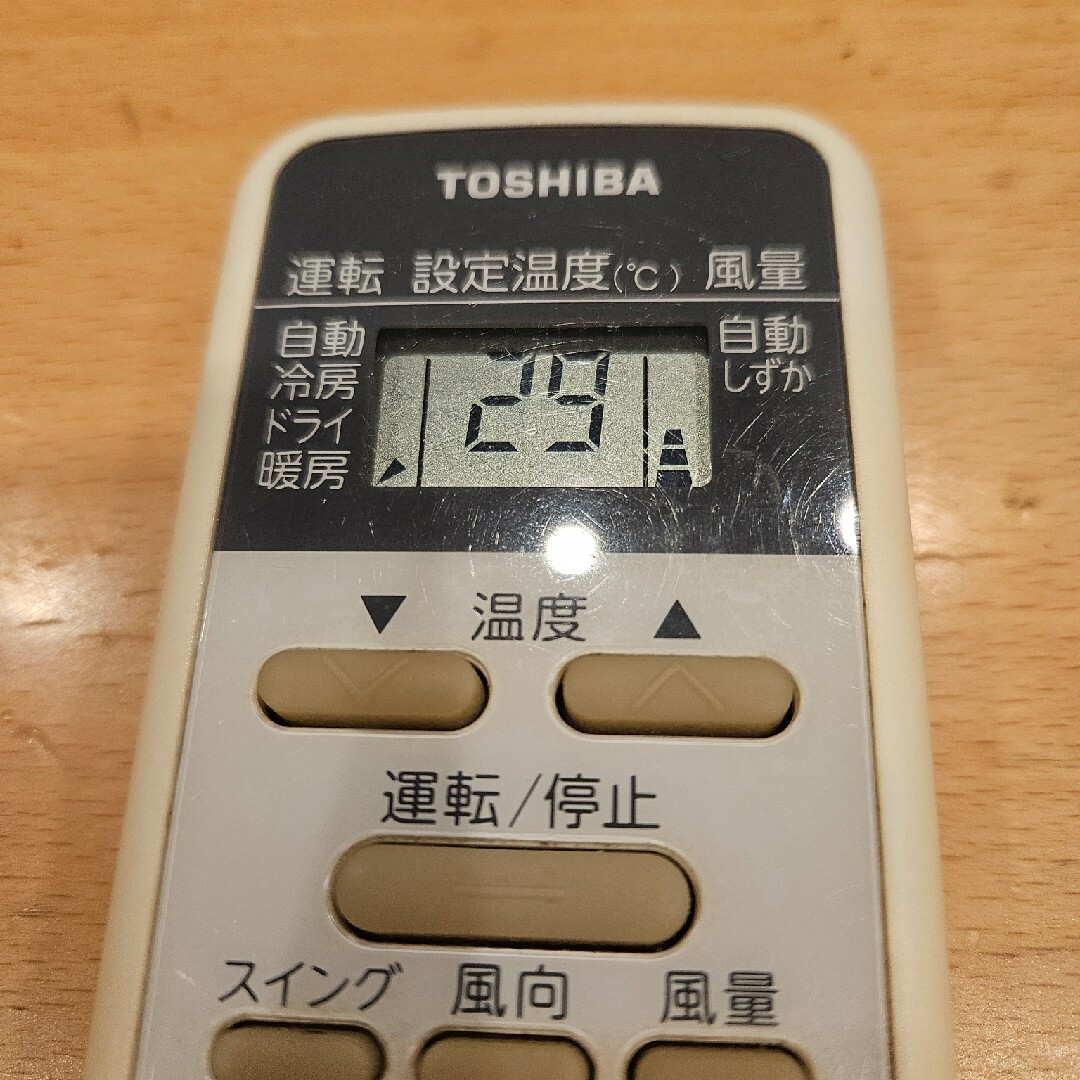 TOSHIBA
運転 設定温度(℃) 風量
自動
冷房
ドライ
暖房
29
自動
しずか
▼ 温度 ▲
運転/停止
スイング 風向 風量